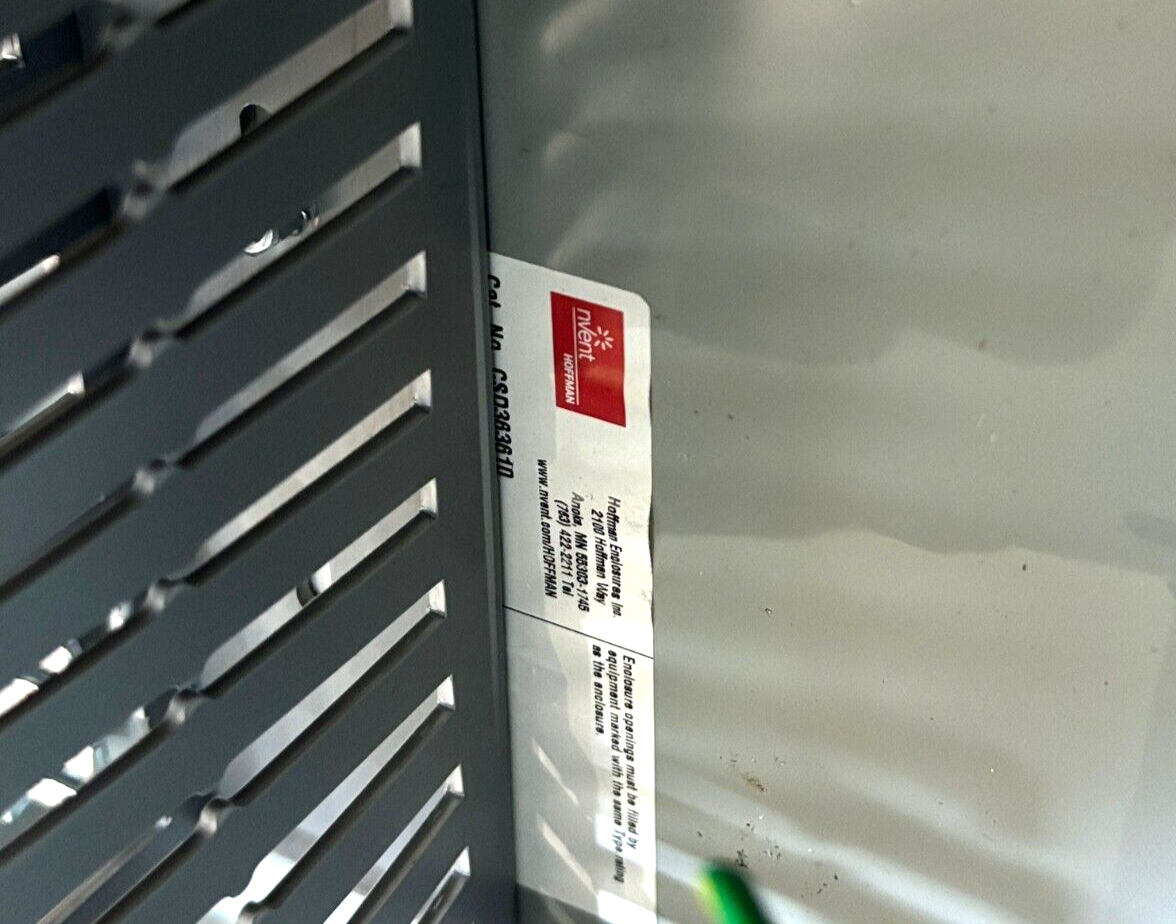 nVent
HOFFMAN
Hoffman Enclosures Inc.
2100 Hoffman Way
Anoka, MN 55303-1745
(763) 422-2211 Tel
www.nvent.com/HOFFMAN
Cat. No. CSD363610
Enclosure openings must be filled by
equipment marked with the same Type rating
as the enclosure.